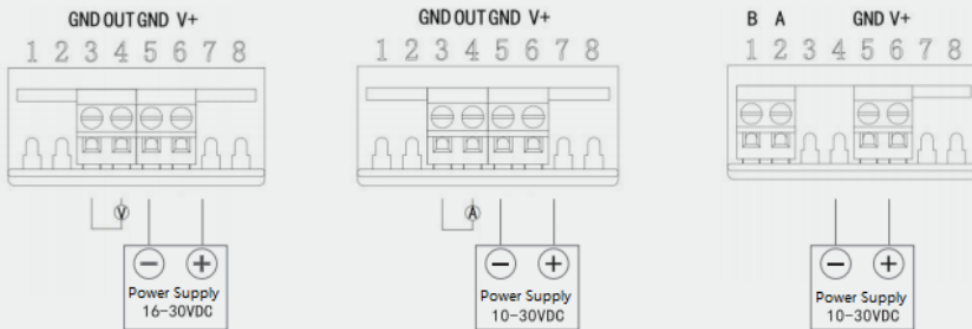 GND OUT GND V+
1 2 3 4 5 6 7 8
V
Power Supply
16-30VDC
GND OUT GND V+
1 2 3 4 5 6 7 8
A
Power Supply
10-30VDC
B A GND V+
1 2 3 4 5 6 7 8
Power Supply
10-30VDC